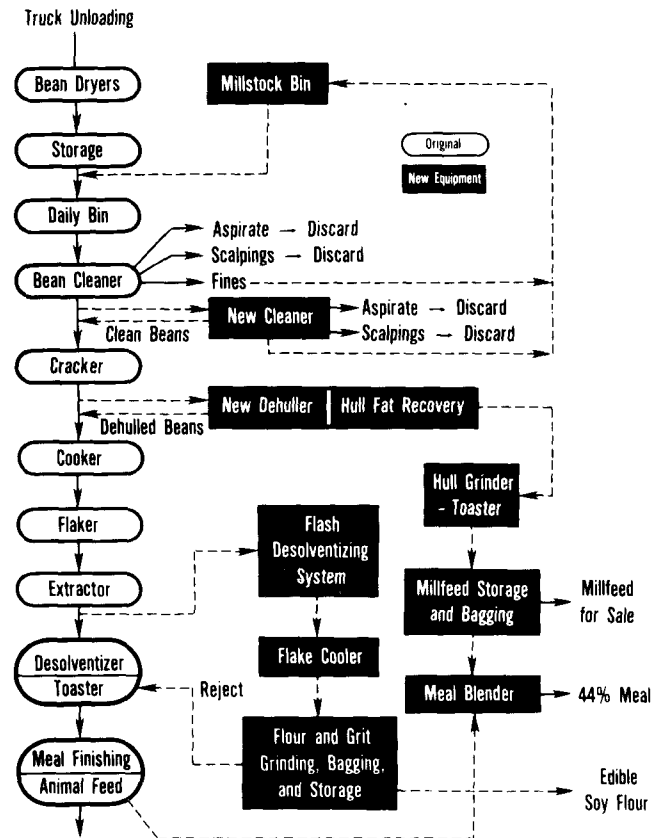 Truck Unloading
Bean Dryers
Millstock Bin
Storage
Original
New Equipment
Daily Bin
Aspirate → Discard
Scalpings → Discard
Bean Cleaner
Fines
New Cleaner
Aspirate → Discard
Scalpings → Discard
Clean Beans
Cracker
New Dehuller
Hull Fat Recovery
Dehulled Beans
Cooker
Hull Grinder
- Toaster
Flaker
Flash
Desolventizing
System
Extractor
Millfeed Storage
and Bagging
Millfeed
for Sale
Desolventizer
Toaster
Flake Cooler
Reject
Meal Blender
44% Meal
Meal Finishing
Animal Feed
Flour and Grit
Grinding, Bagging,
and Storage
Edible
Soy Flour